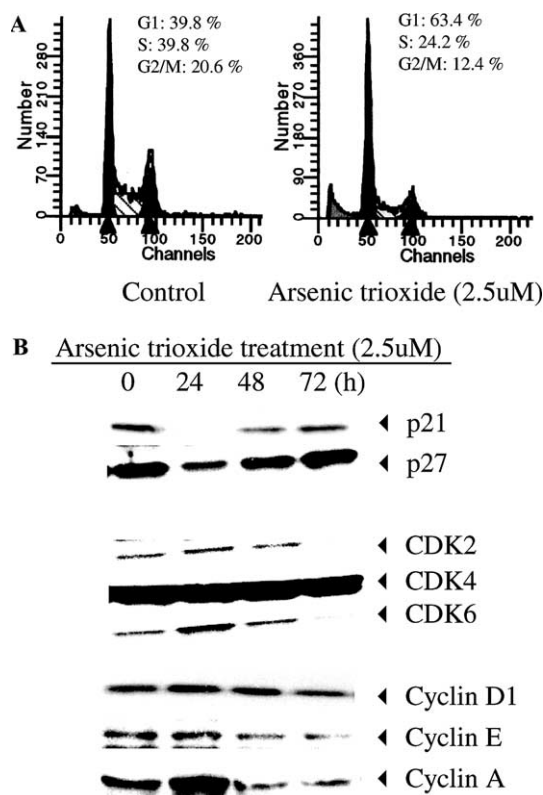 A
G1: 39.8 %
S: 39.8 %
G2/M: 20.6 %
Number
0 70 140 210 280
0 50 100 150 200
Channels
Control
G1: 63.4 %
S: 24.2 %
G2/M: 12.4 %
Number
0 90 180 270 360
0 50 100 150 200
Channels
Arsenic trioxide (2.5uM)
B
Arsenic trioxide treatment (2.5uM)
0 24 48 72 (h)
p21
p27
CDK2
CDK4
CDK6
Cyclin D1
Cyclin E
Cyclin A